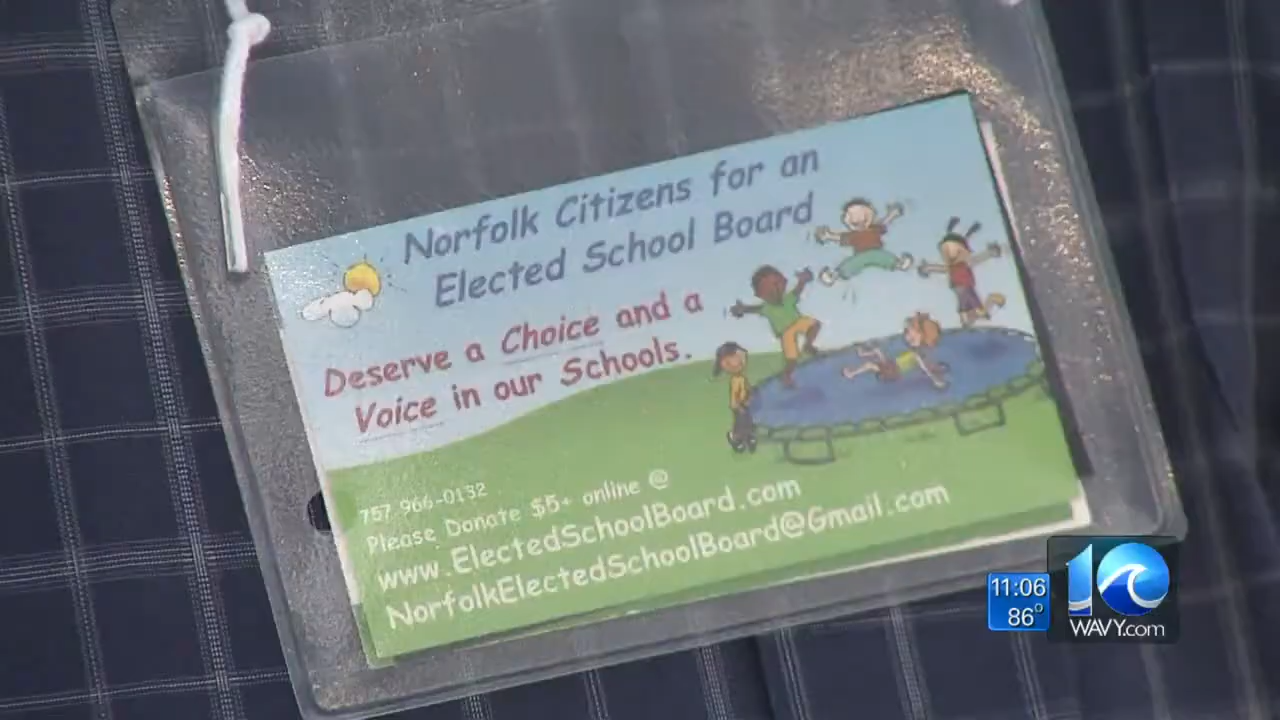 Norfolk Citizens for an
Elected School Board
Deserve a Choice and a
Voice in our Schools.
757 966-0132
Please Donate $5+ online @
www.ElectedSchoolBoard.com
NorfolkElectedSchoolBoard@Gmail.com
11:06
86°
10
WAVY.com